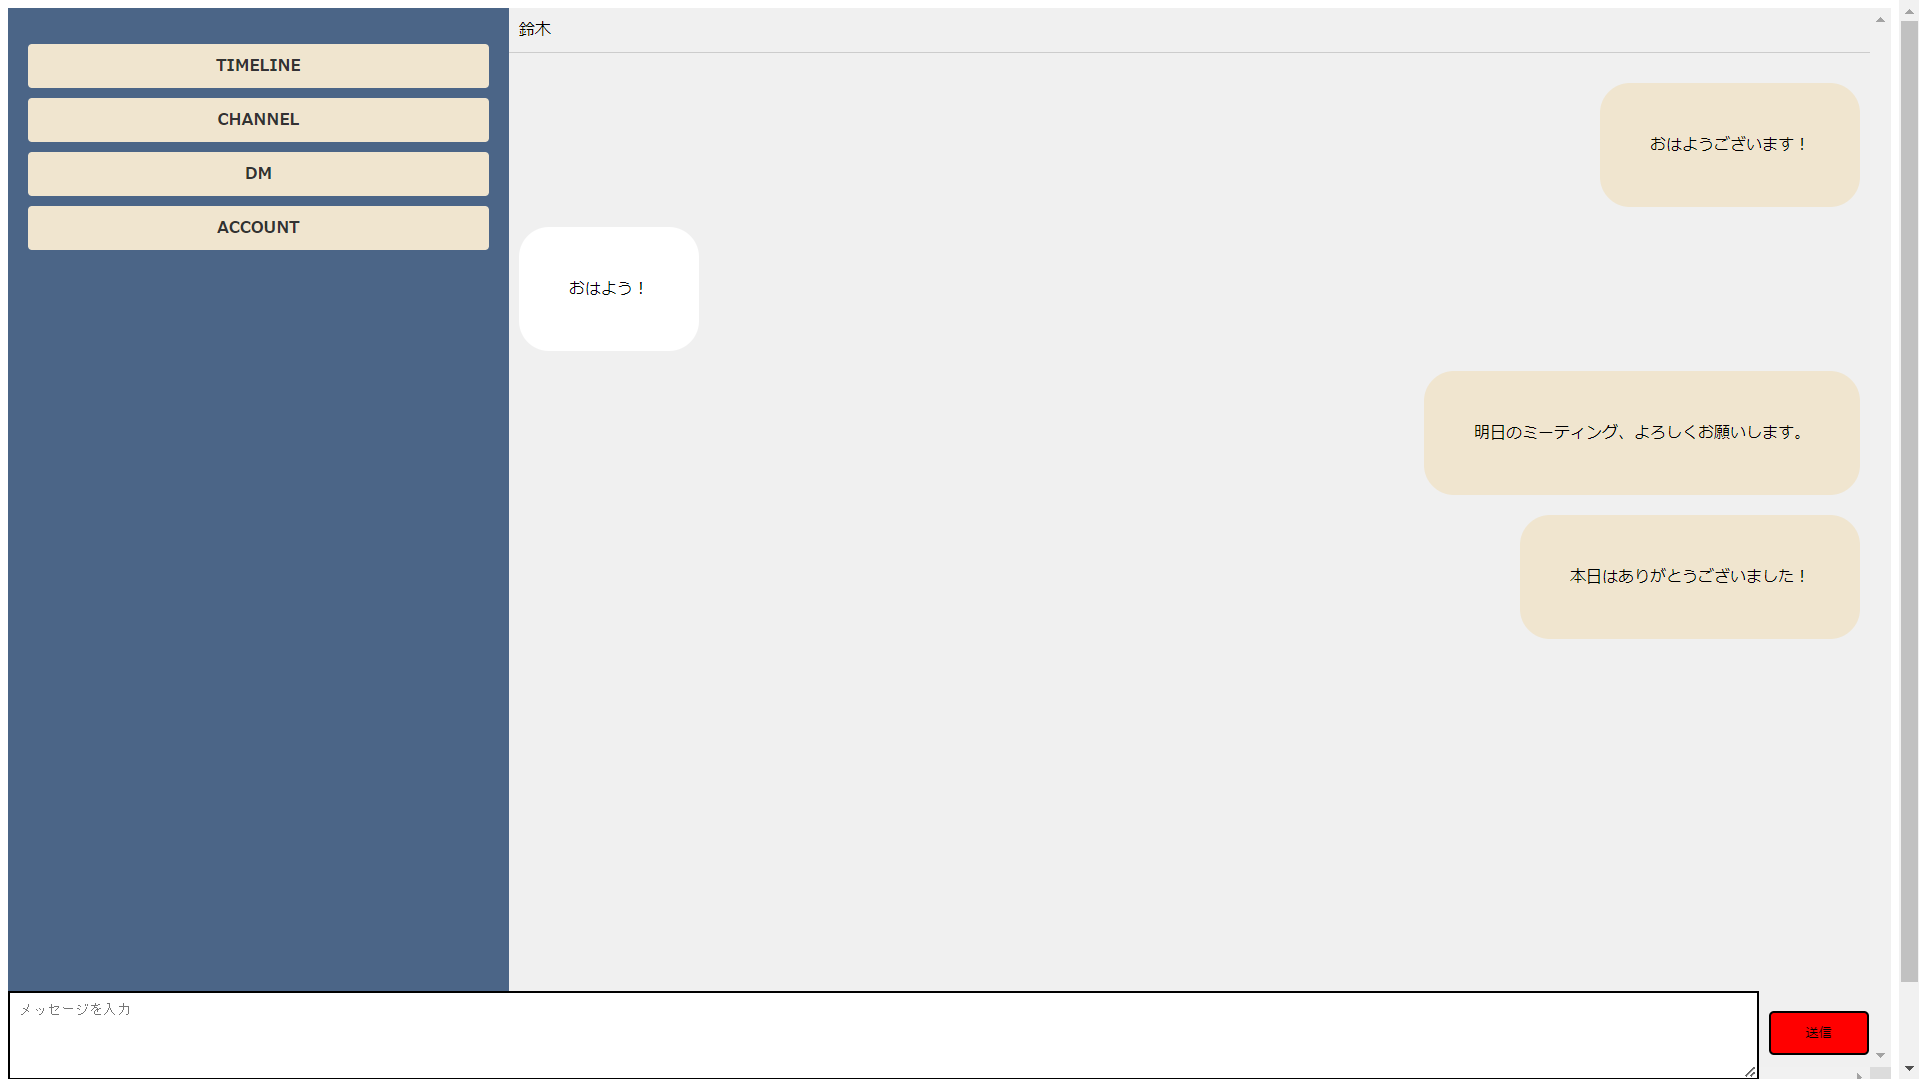 TIMELINE
CHANNEL
DM
ACCOUNT
鈴木
おはようございます！
おはよう！
明日のミーティング、よろしくお願いします。
本日はありがとうございました！
メッセージを入力
送信